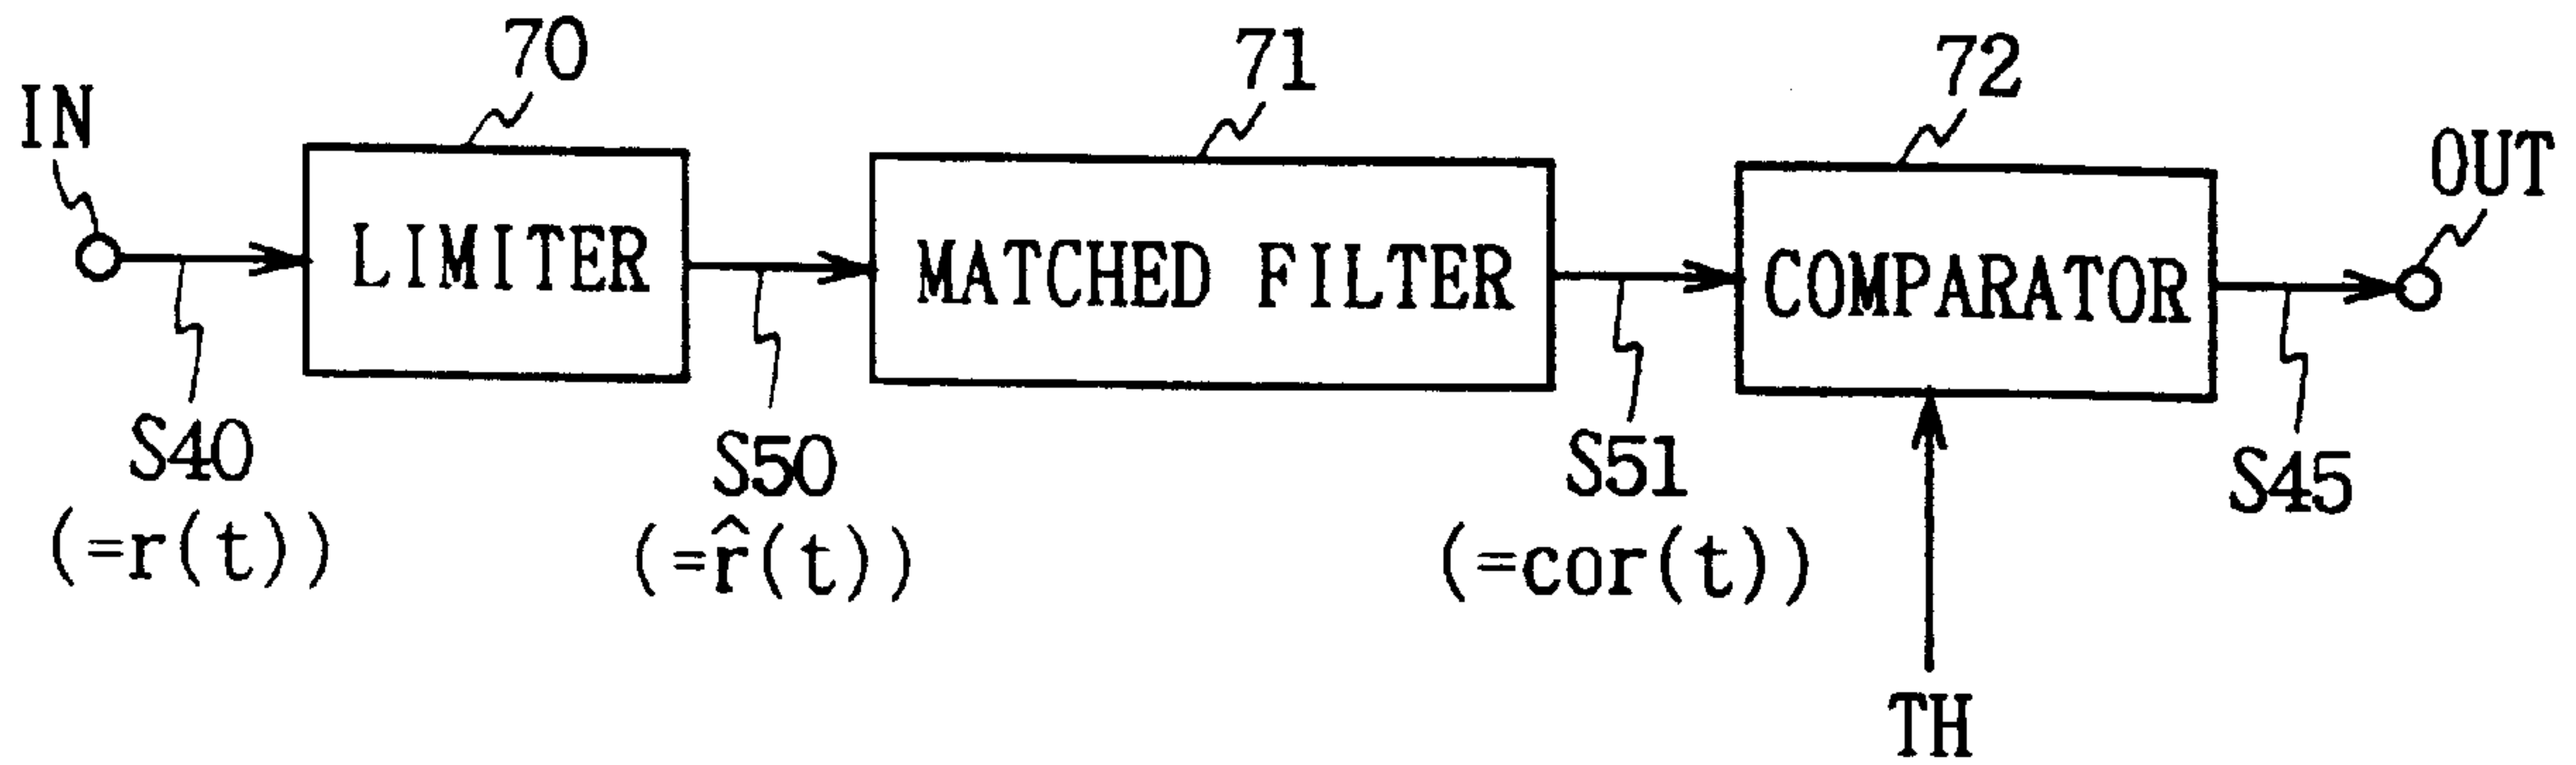 70
71
72
IN
OUT
LIMITER
MATCHED FILTER
COMPARATOR
S40
(=r(t))
S50
(=r̂(t))
S51
(=cor(t))
S45
TH